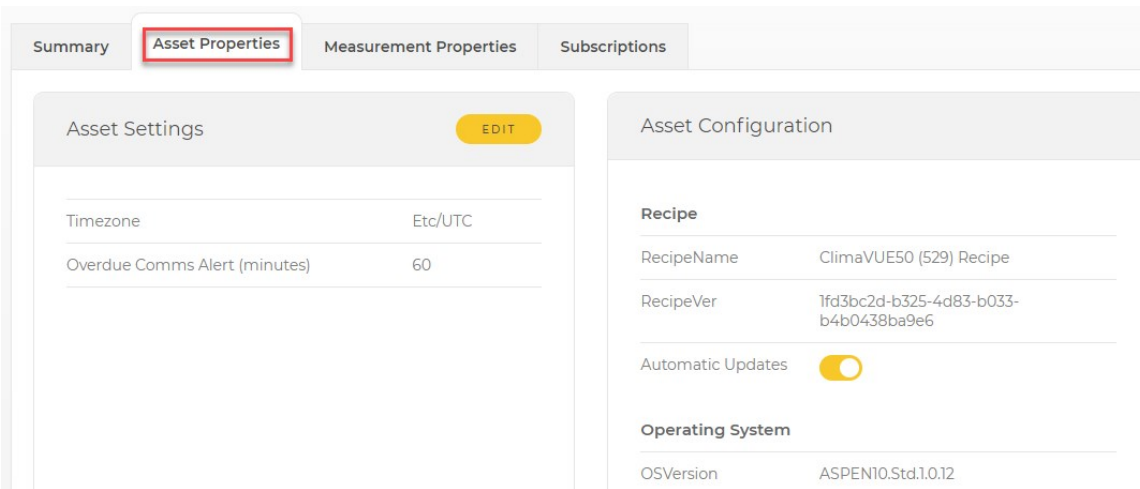 Summary
Asset Properties
Measurement Properties
Subscriptions
Asset Settings
EDIT
Timezone Etc/UTC
Overdue Comms Alert (minutes) 60
Asset Configuration
Recipe
RecipeName ClimaVUE50 (529) Recipe
RecipeVer 1fd3bc2d-b325-4d83-b033-
b4b0438ba9e6
Automatic Updates
Operating System
OSVersion ASPEN10.Std.1.0.12